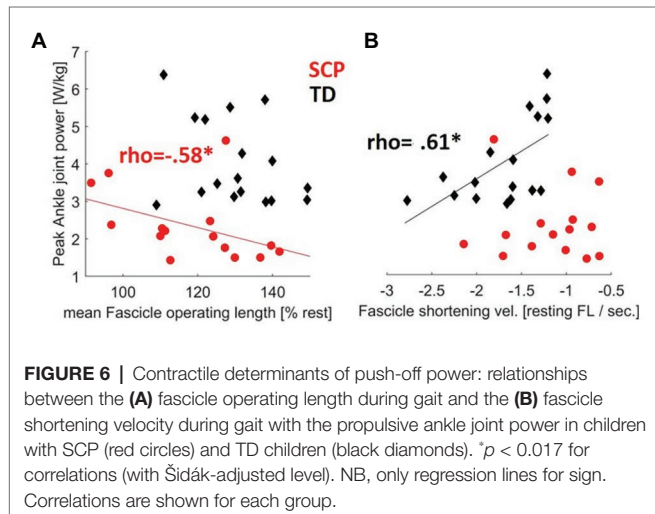 A
B
7
6
5
4
3
2
1
Peak Ankle joint power [W/kg]
SCP
TD
rho=-.58*
rho= .61*
100
120
140
mean Fascicle operating length [% rest]
-3
-2.5
-2
-1.5
-1
-0.5
Fascicle shortening vel. [resting FL / sec.]
FIGURE 6 | Contractile determinants of push-off power: relationships
between the (A) fascicle operating length during gait and the (B) fascicle
shortening velocity during gait with the propulsive ankle joint power in children
with SCP (red circles) and TD children (black diamonds). *p < 0.017 for
correlations (with Šidák-adjusted level). NB, only regression lines for sign.
Correlations are shown for each group.